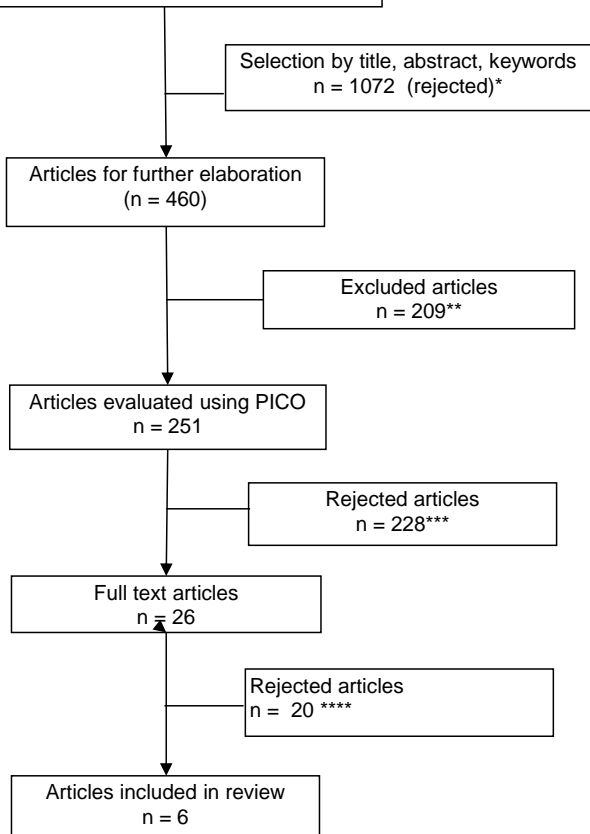 Selection by title, abstract, keywords
n = 1072 (rejected)*
Articles for further elaboration
(n = 460)
Excluded articles
n = 209**
Articles evaluated using PICO
n = 251
Rejected articles
n = 228***
Full text articles
n = 26
Rejected articles
n = 20 ****
Articles included in review
n = 6